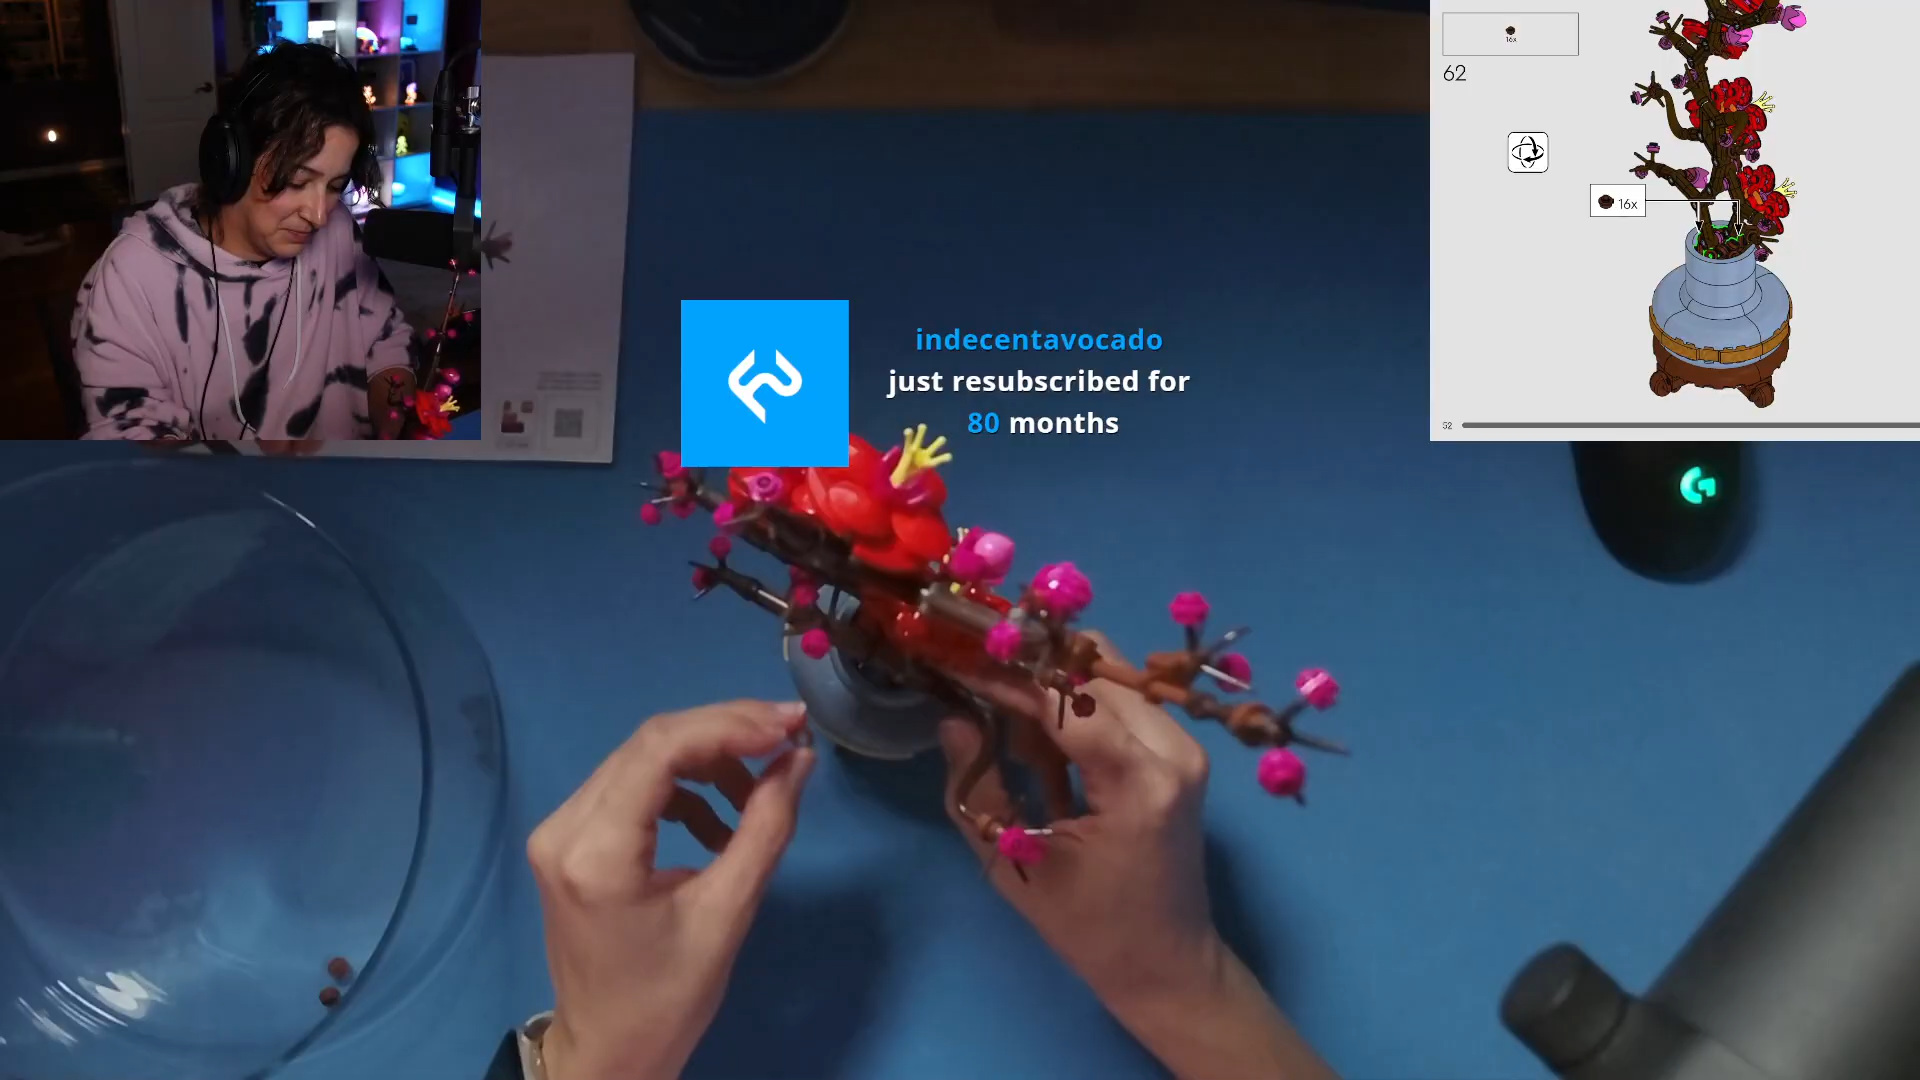 indecentavocado
just resubscribed for
80 months
16x
62
16x
52